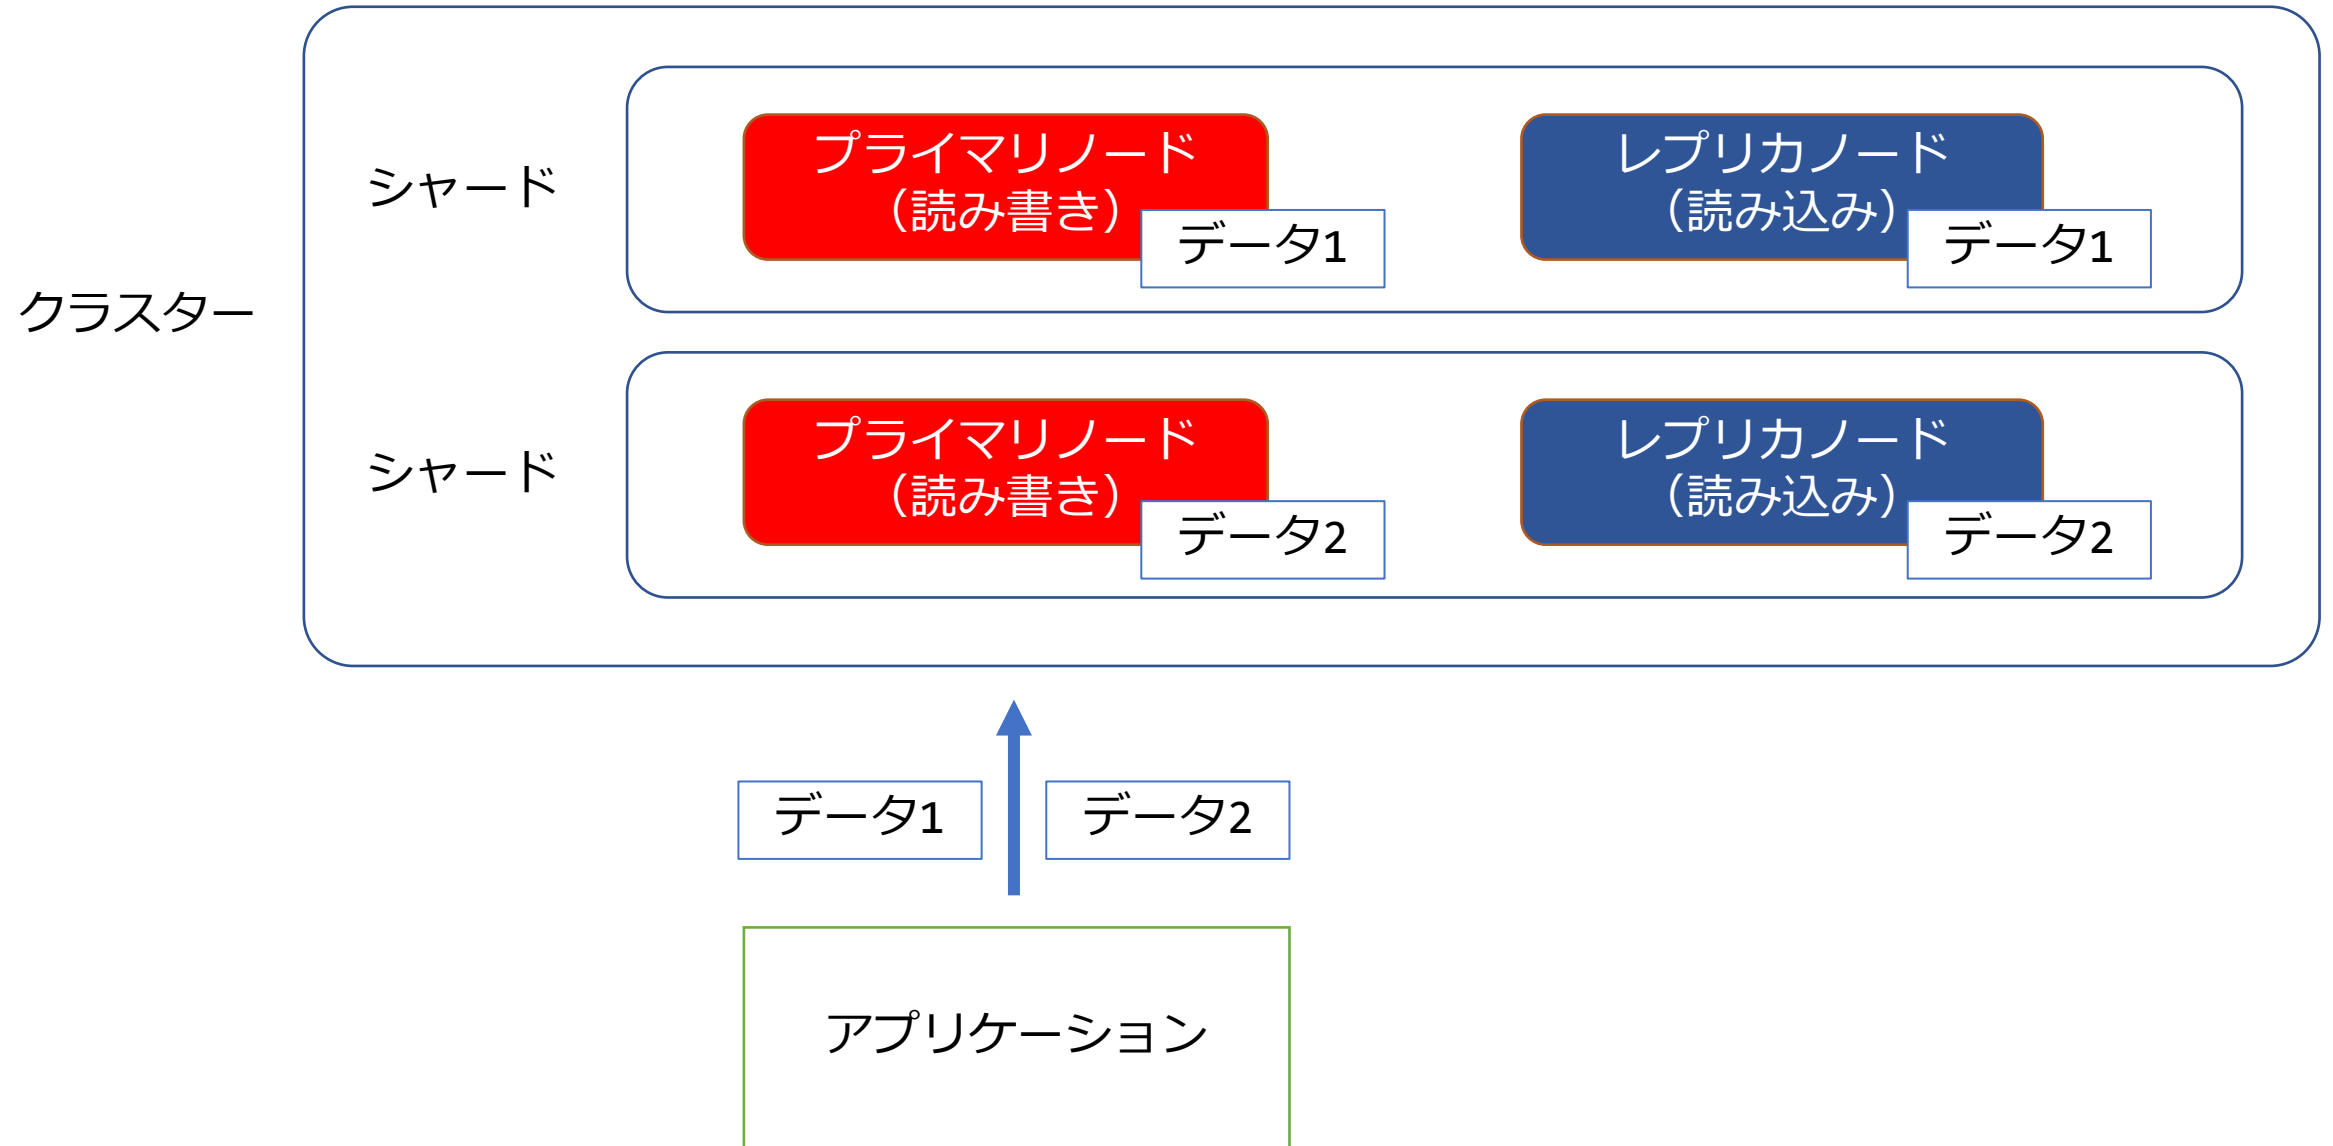 クラスター
シャード
プライマリノード
（読み書き）
データ1
レプリカノード
（読み込み）
データ1
シャード
プライマリノード
（読み書き）
データ2
レプリカノード
（読み込み）
データ2
データ1
データ2
アプリケーション